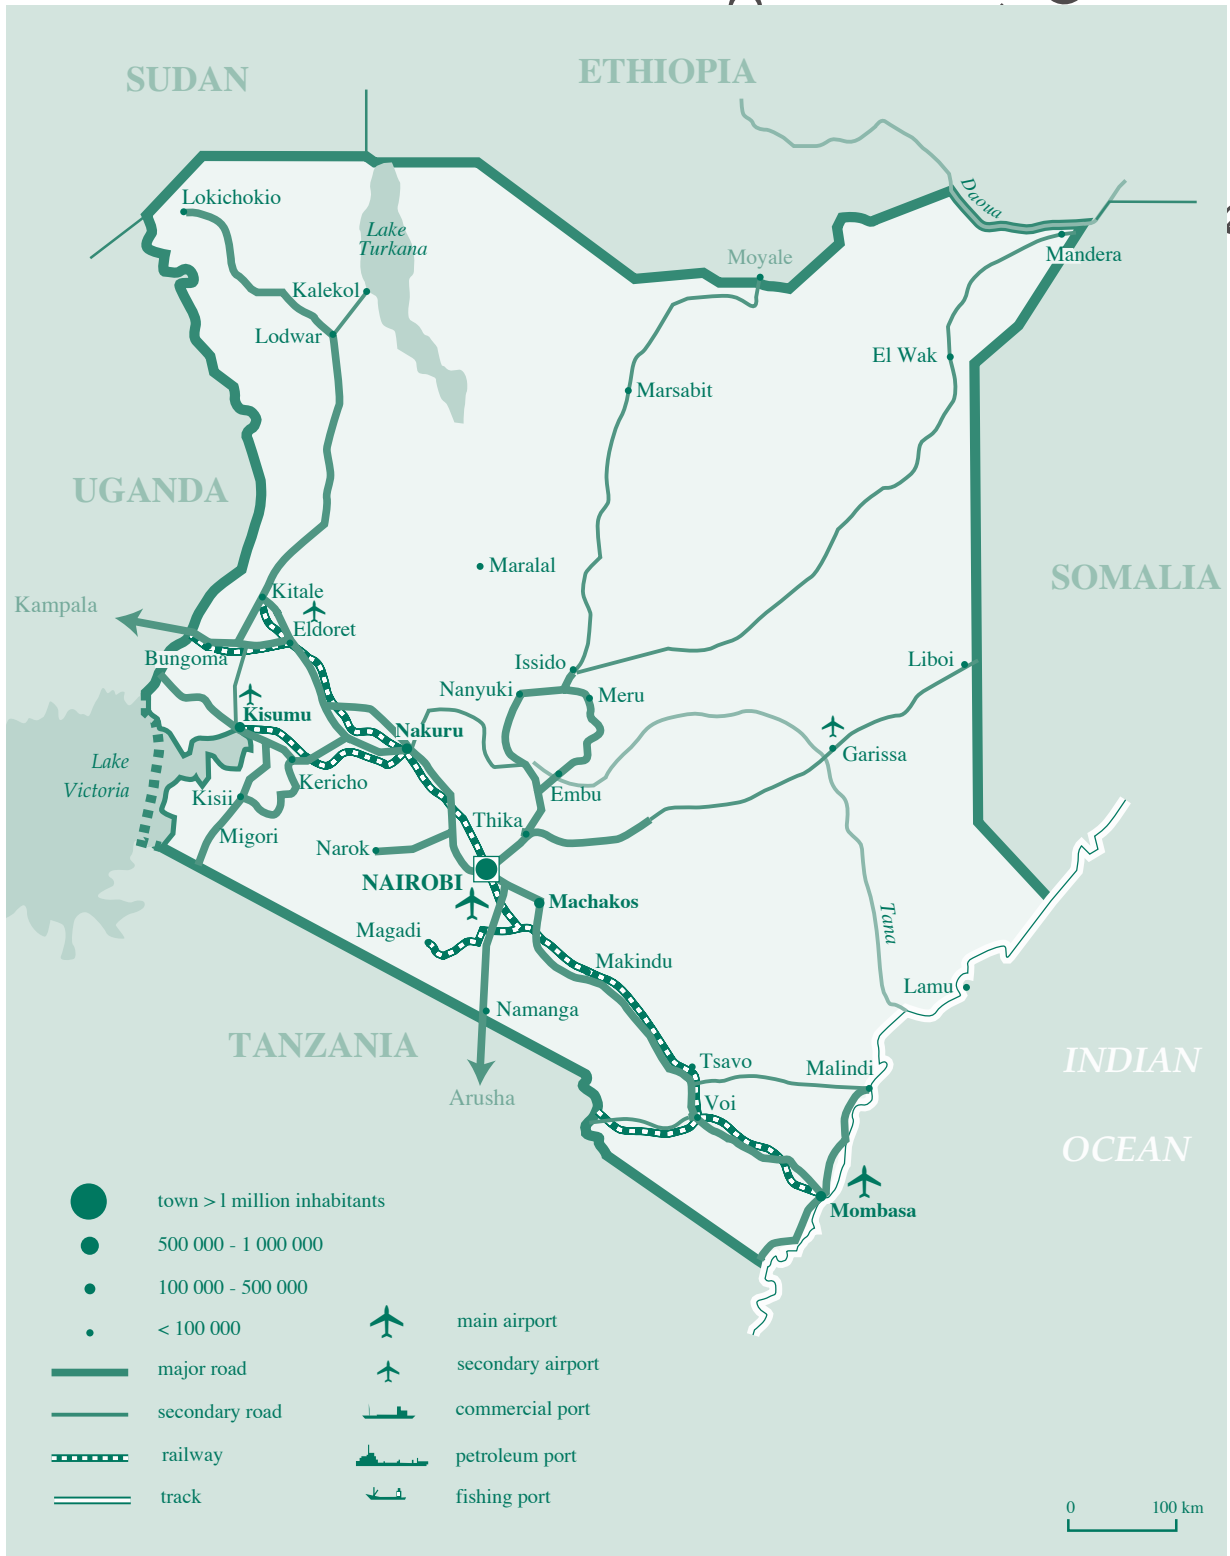 SUDAN
ETHIOPIA
Daoua
Lokichokio
Lake
Turkana
Moyale
Mandera
Kalekol
Lodwar
El Wak
Marsabit
UGANDA
Maralal
SOMALIA
Kitale
Kampala
Eldoret
Bungoma
Issido
Liboi
Nanyuki
Meru
Kisumu
Nakuru
Garissa
Lake
Victoria
Kericho
Kisii
Embu
Thika
Migori
Narok
NAIROBI
Machakos
Tana
Magadi
Makindu
Lamu
Namanga
TANZANIA
Tsavo
Malindi
INDIAN
Arusha
Voi
OCEAN
Mombasa
town > l million inhabitants
500 000 - 1 000 000
100 000 - 500 000
< 100 000
major road
secondary road
railway
track
main airport
secondary airport
commercial port
petroleum port
fishing port
0 100 km